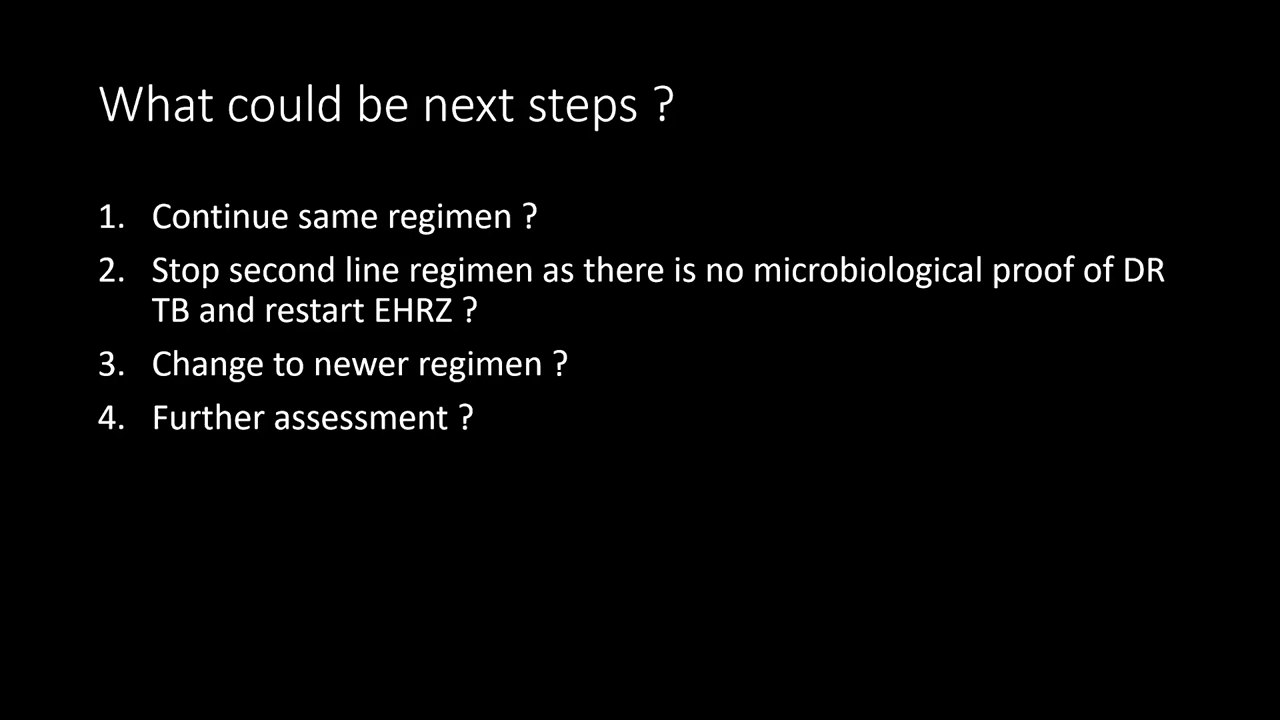 What could be next steps ?
1. Continue same regimen ?
2. Stop second line regimen as there is no microbiological proof of DR
TB and restart EHRZ ?
3. Change to newer regimen ?
4. Further assessment ?